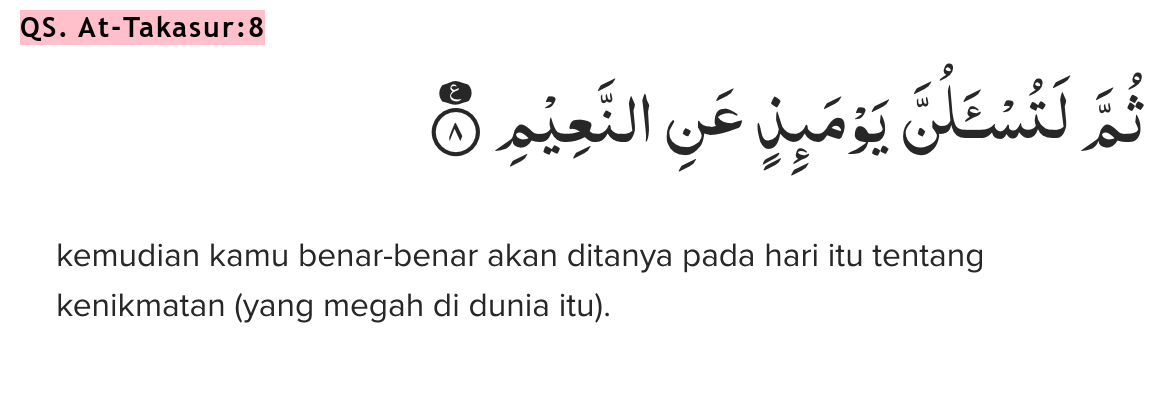 QS. At-Takasur:8
ثُمَّ لَتُسْـَٔلُنَّ يَوْمَىِٕذٍ عَنِ النَّعِيْمِ ࣖ ٨
kemudian kamu benar-benar akan ditanya pada hari itu tentang
kenikmatan (yang megah di dunia itu).